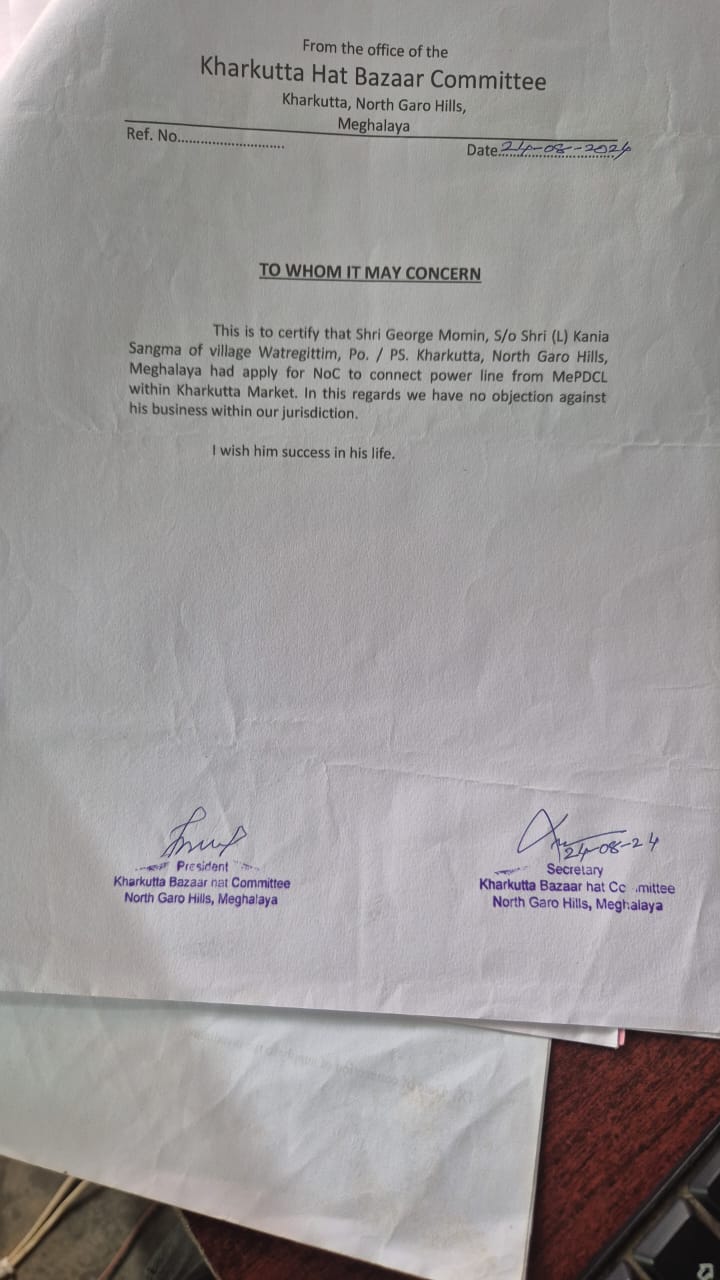 From the office of the
Kharkutta Hat Bazaar Committee
Kharkutta, North Garo Hills,
Meghalaya
Ref. No............................
Date 24-08-2024
TO WHOM IT MAY CONCERN
This is to certify that Shri George Momin, S/o Shri (L) Kania
Sangma of village Watregittim, Po. / PS. Kharkutta, North Garo Hills,
Meghalaya had apply for NoC to connect power line from MePDCL
within Kharkutta Market. In this regards we have no objection against
his business within our jurisdiction.
I wish him success in his life.
24-08-24
President
Kharkutta Bazaar hat Committee
North Garo Hills, Meghalaya
Secretary
Kharkutta Bazaar hat Co mittee
North Garo Hills, Meghalaya